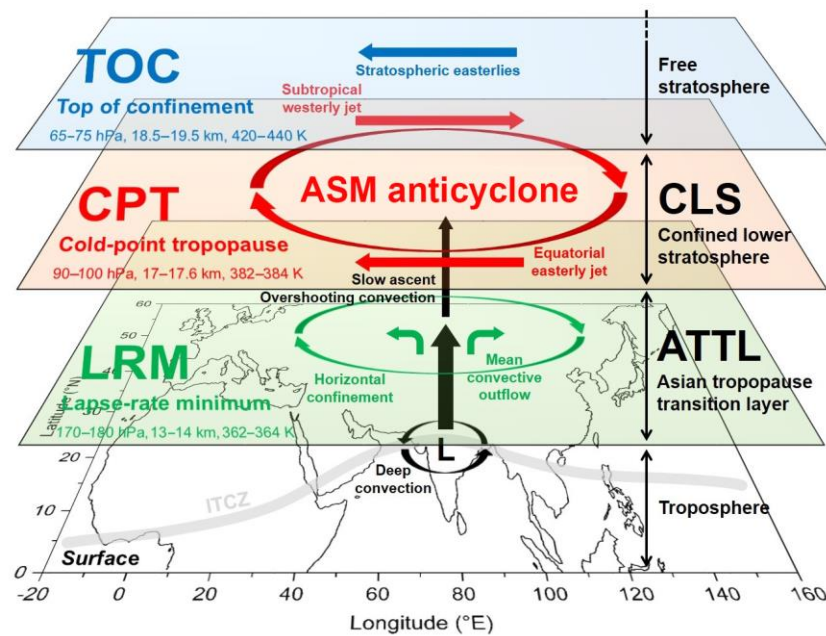 TOC
Top of confinement
65–75 hPa, 18.5–19.5 km, 420–440 K
Stratospheric easterlies
Free
stratosphere
Subtropical
westerly jet
CPT
Cold-point tropopause
90–100 hPa, 17–17.6 km, 382–384 K
ASM anticyclone
Equatorial
easterly jet
CLS
Confined lower
stratosphere
Slow ascent
Overshooting convection
LRM
Lapse-rate minimum
170–180 hPa, 13–14 km, 362–364 K
Horizontal
confinement
Mean
convective
outflow
ATTL
Asian tropopause
transition layer
L
Deep
convection
ITCZ
Troposphere
Surface
Latitude (°N)
60
50
40
30
20
10
0
-20
0
20
40
60
80
100
120
140
160
Longitude (°E)